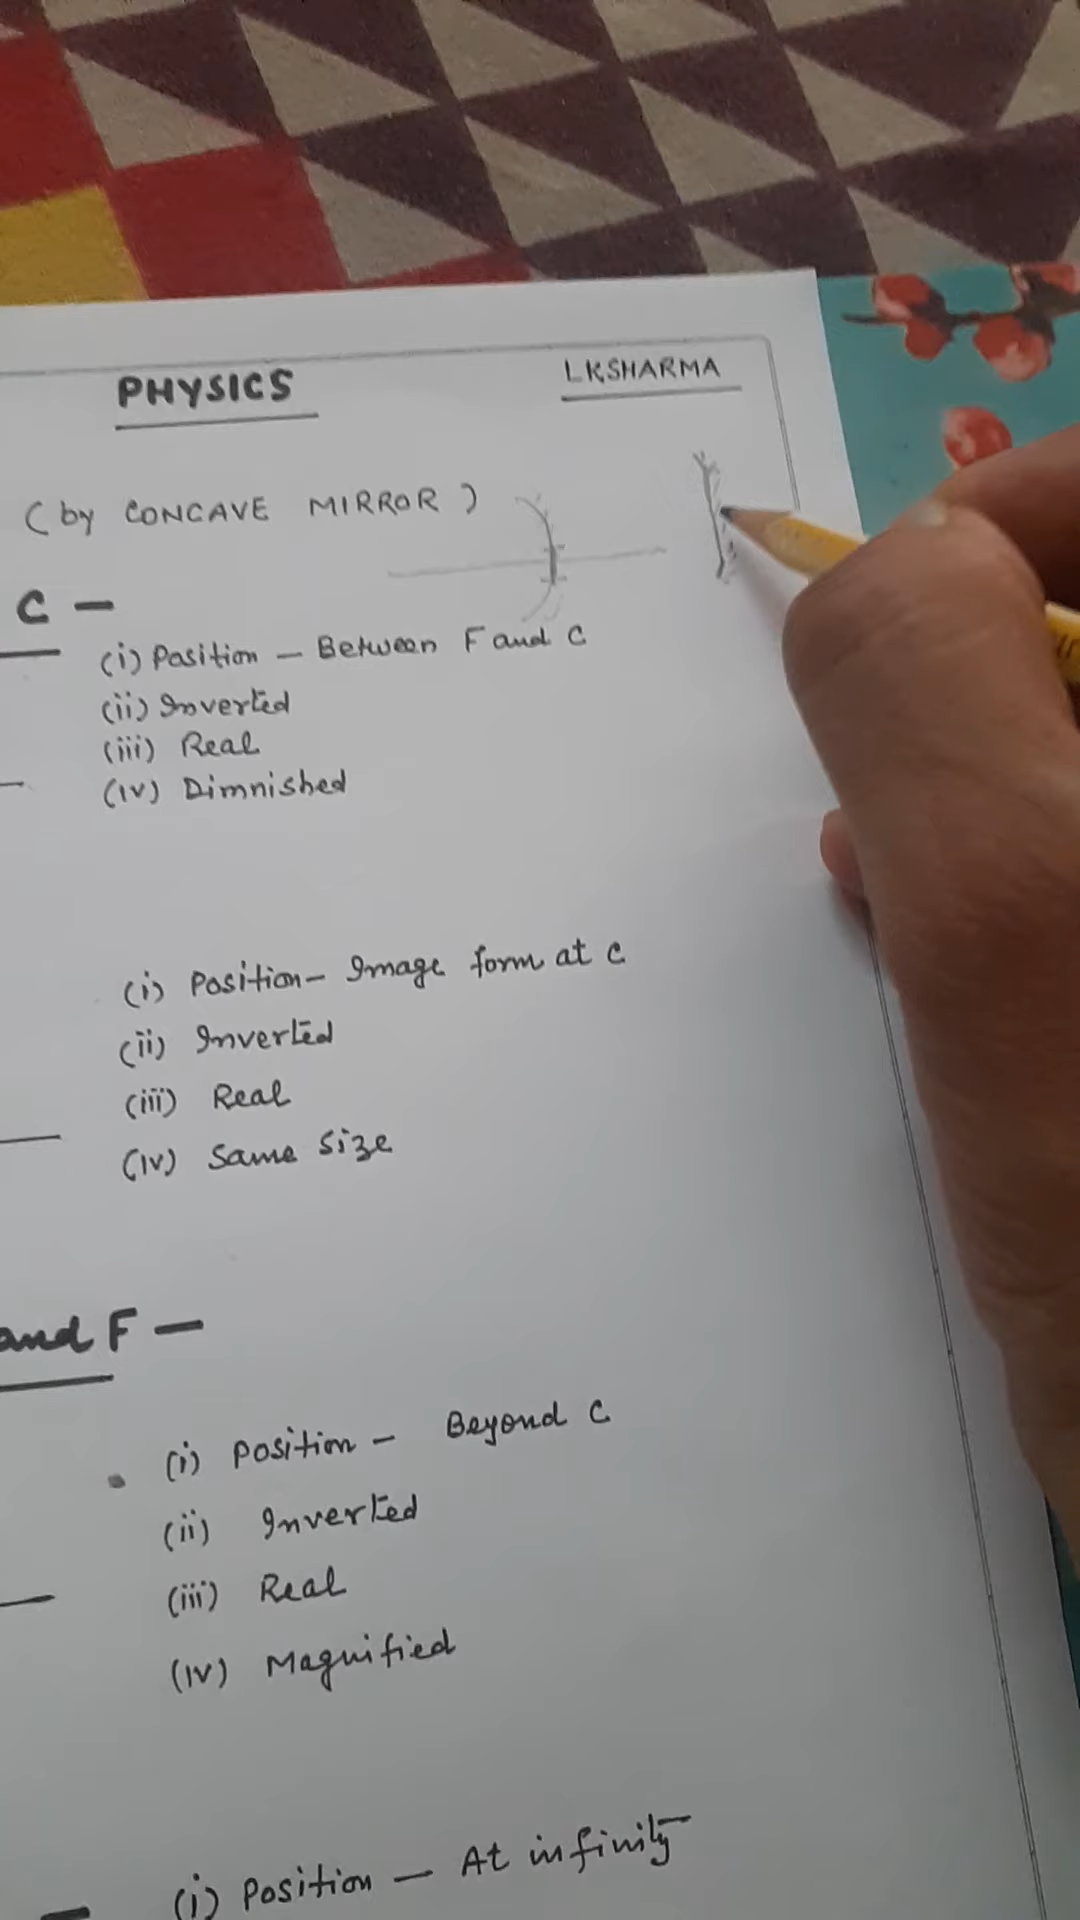 PHYSICS
LKSHARMA
(by CONCAVE MIRROR)
C —
(i) Position — Between F and C
(ii) Inverted
(iii) Real
(iv) Dimnished
(i) Position— Image form at C
(ii) Inverted
(iii) Real
(iv) Same size
and F —
(i) Position — Beyond C
(ii) Inverted
(iii) Real
(iv) Magnified
(i) Position — At infinity